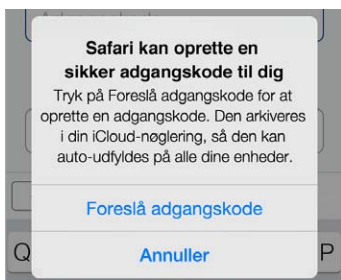 Adgangskode
Safari kan oprette en
sikker adgangskode til dig
Tryk på Foreslå adgangskode for at
oprette en adgangskode. Den arkiveres
i din iCloud-nøglering, så den kan
auto-udfyldes på alle dine enheder.
Foreslå adgangskode
Annuller
Q P